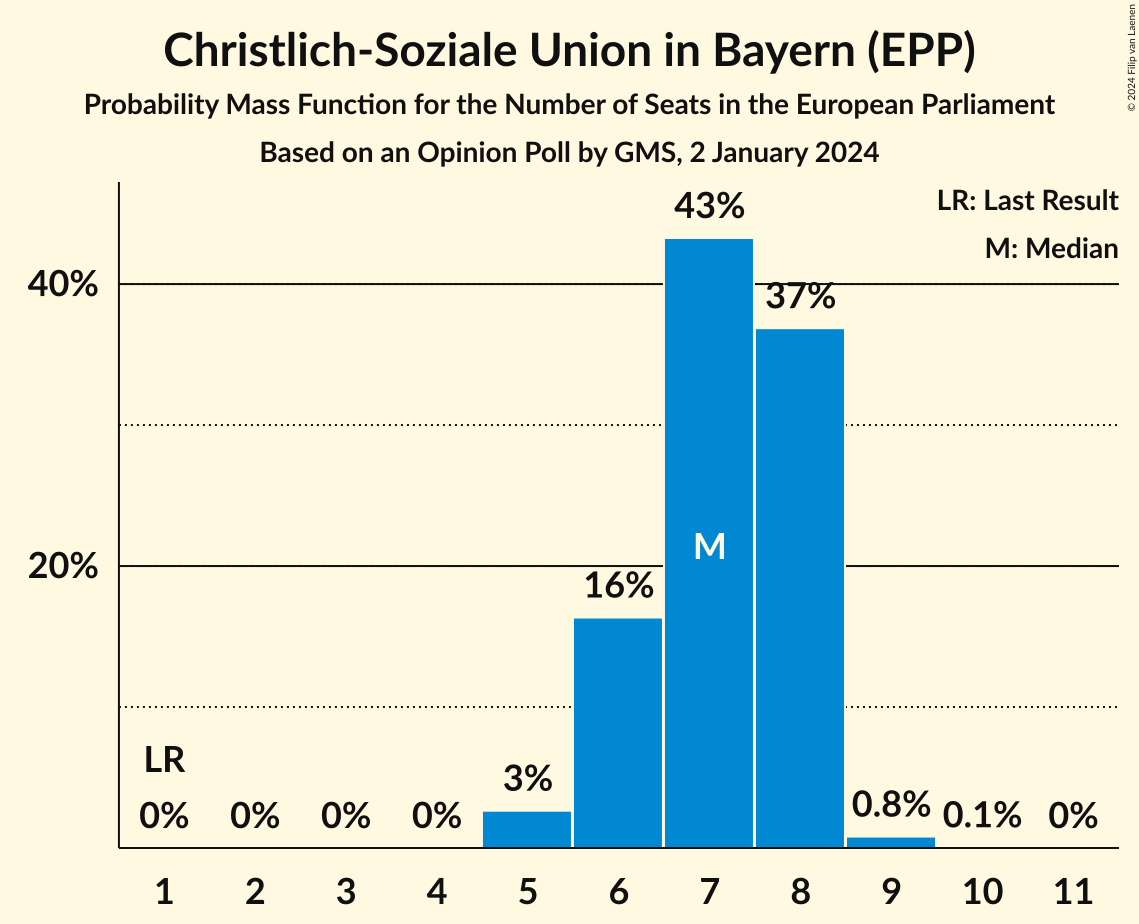 Christlich-Soziale Union in Bayern (EPP)
Probability Mass Function for the Number of Seats in the European Parliament
Based on an Opinion Poll by GMS, 2 January 2024
© 2024 Filip van Laenen
LR: Last Result
M: Median
43%
40%
37%
M
20%
16%
LR
3%
0%
0%
0%
0%
0.8%
0.1%
0%
1 2 3 4 5 6 7 8 9 10 11